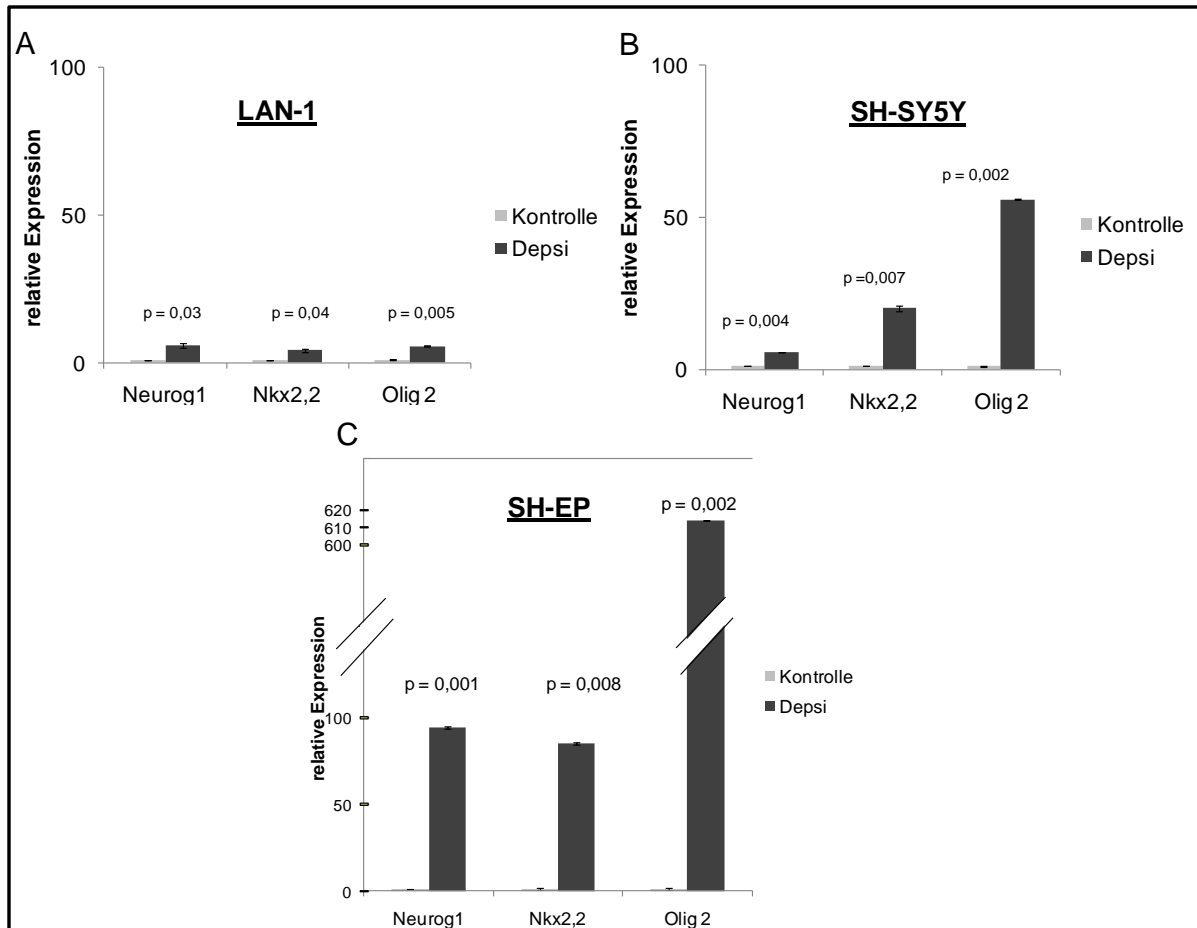 A
100
LAN-1
relative Expression
50
Kontrolle
Depsi
p = 0,03
p = 0,04
p = 0,005
0
Neurog1
Nkx2,2
Olig 2
B
100
SH-SY5Y
relative Expression
p = 0,002
50
Kontrolle
Depsi
p =0,007
p = 0,004
0
Neurog1
Nkx2,2
Olig 2
C
SH-EP
620
610
600
p = 0,002
relative Expression
p = 0,001
p = 0,008
Kontrolle
Depsi
100
50
0
Neurog1
Nkx2,2
Olig 2